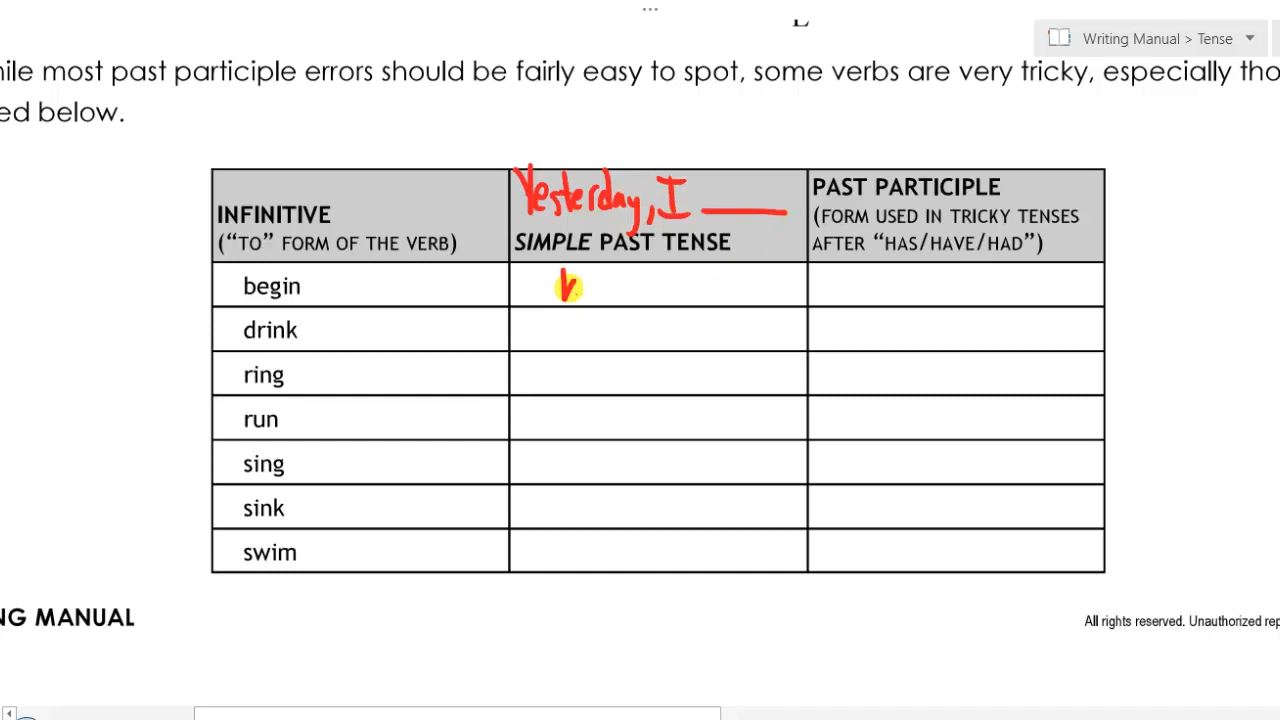 Writing Manual > Tense
ile most past participle errors should be fairly easy to spot, some verbs are very tricky, especially tho
ed below.
Yesterday, I ____
INFINITIVE
("TO" FORM OF THE VERB)
SIMPLE PAST TENSE
PAST PARTICIPLE
(FORM USED IN TRICKY TENSES
AFTER "HAS/HAVE/HAD")
begin
drink
ring
run
sing
sink
swim
NG MANUAL
All rights reserved. Unauthorized rep